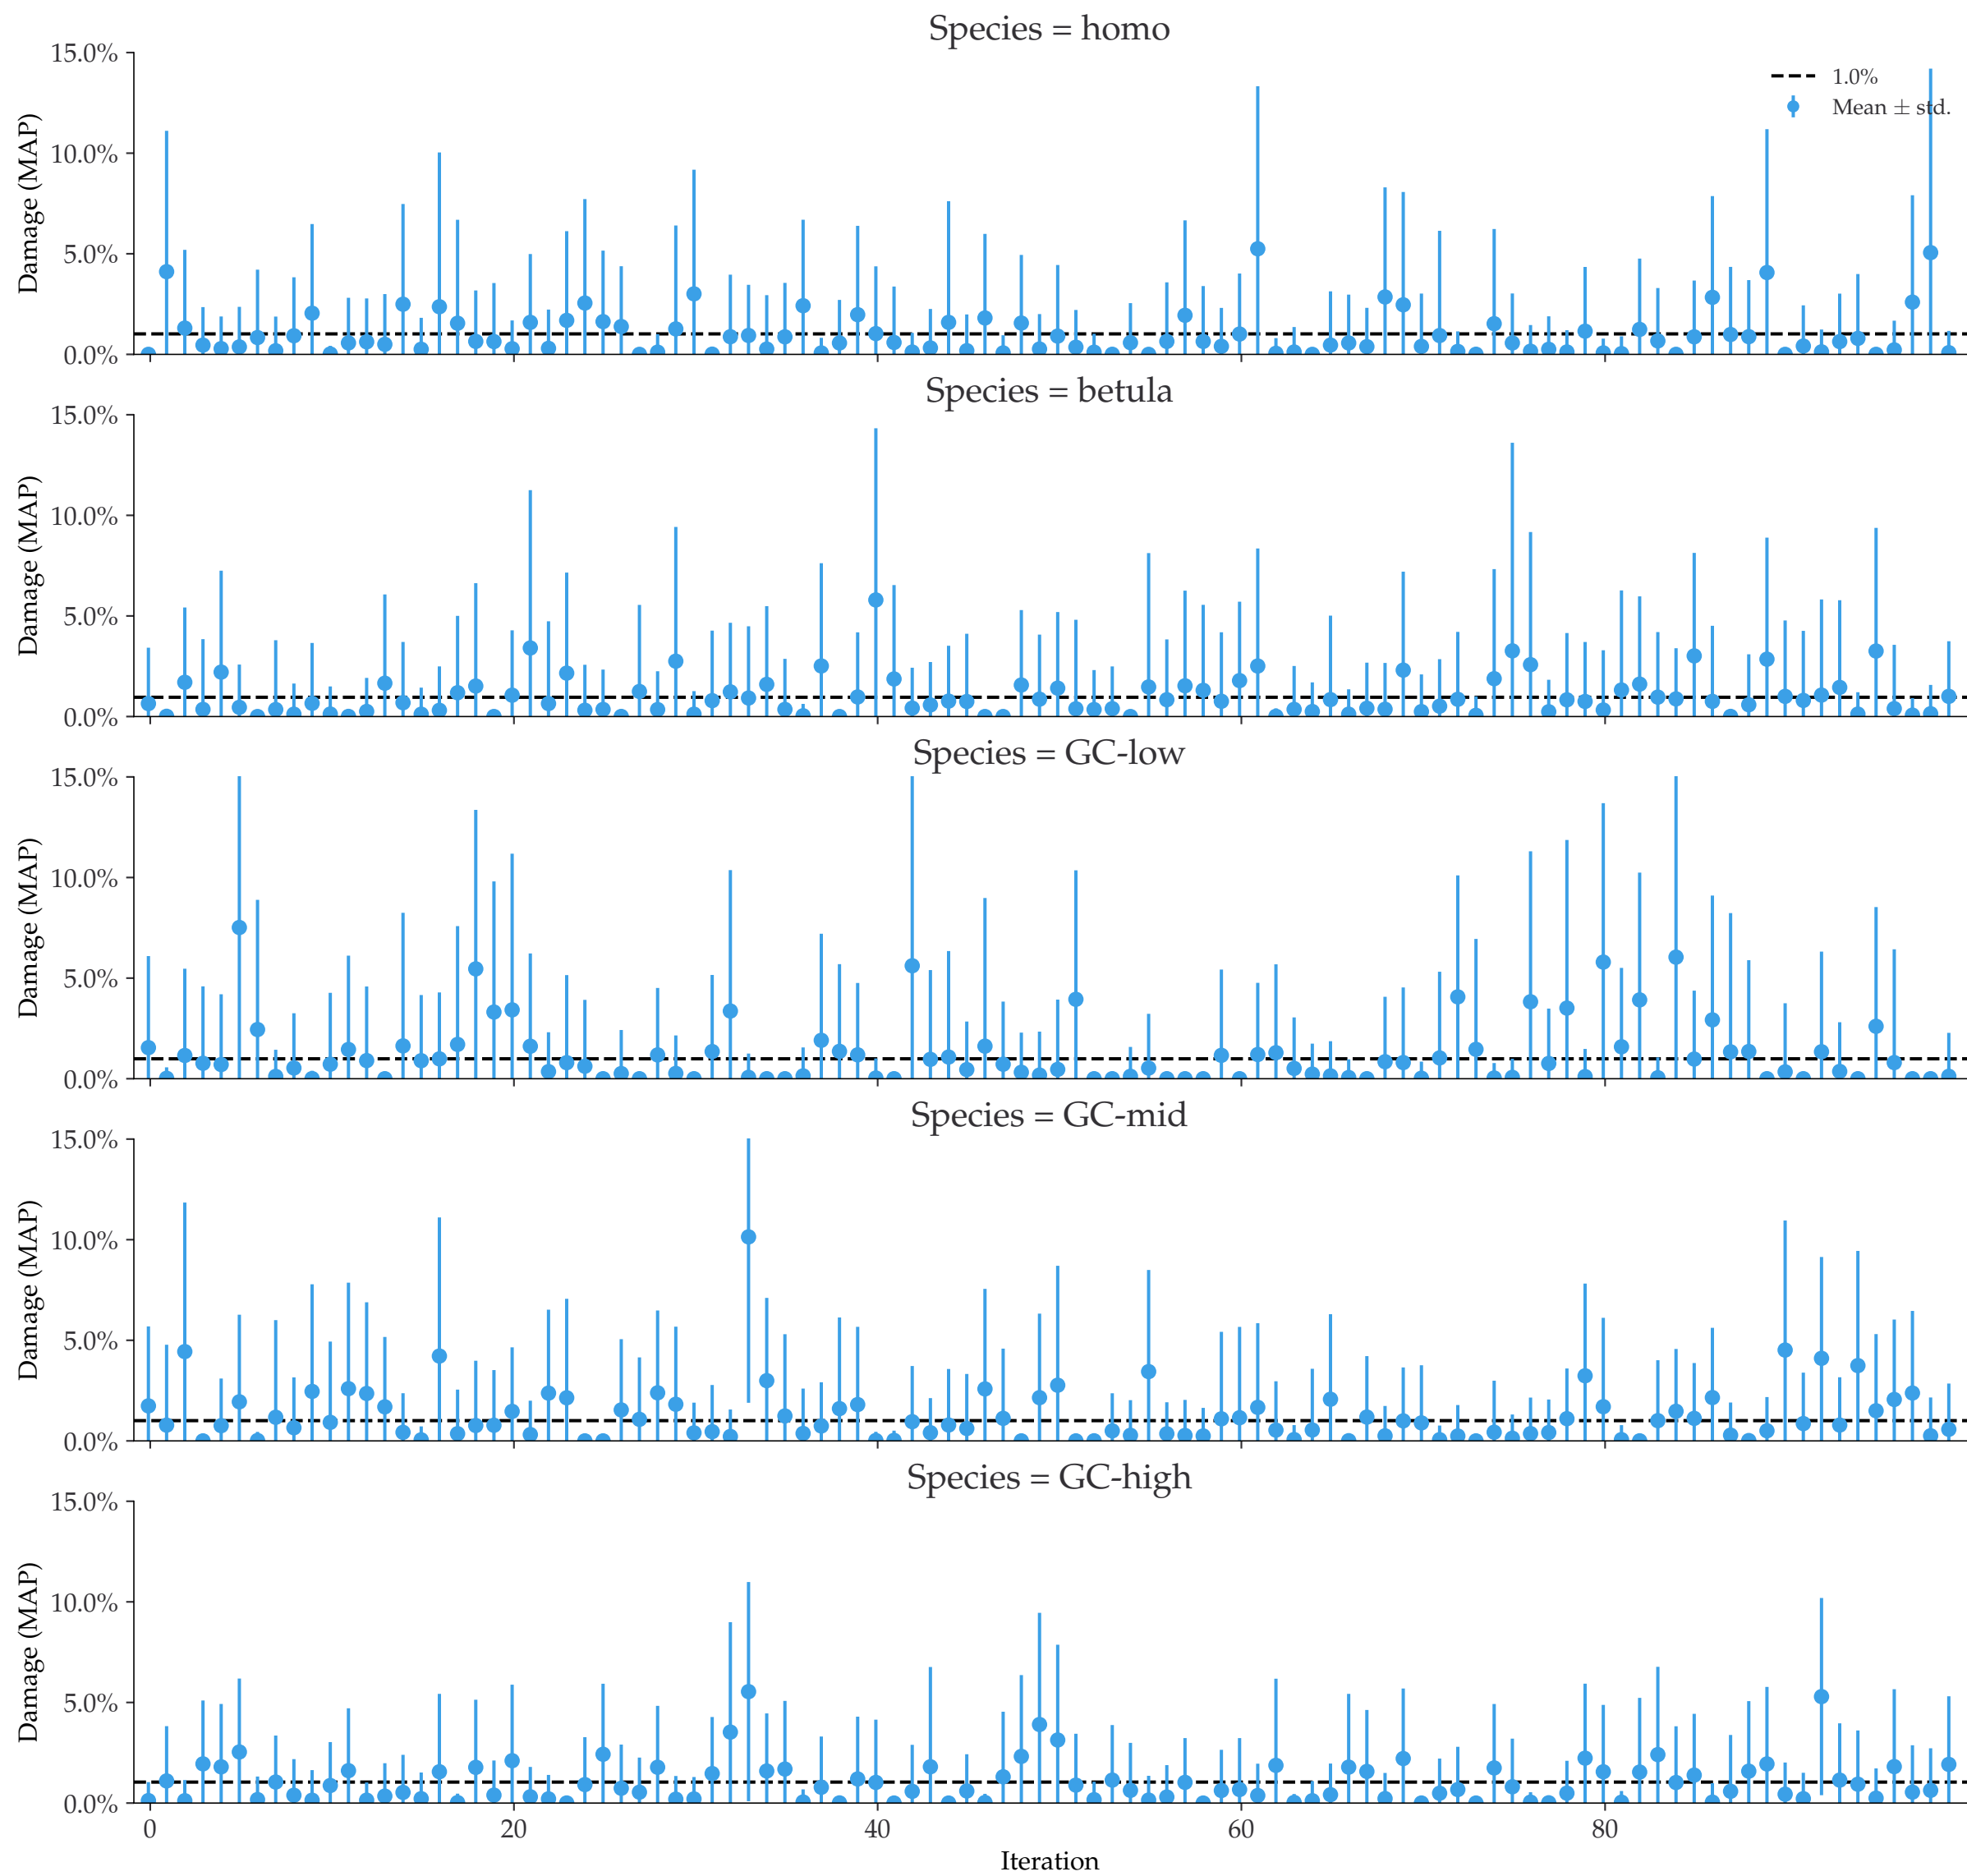 Species = homo
15.0%
10.0%
5.0%
0.0%
Damage (MAP)
1.0%
Mean ± std.
Species = betula
15.0%
10.0%
5.0%
0.0%
Damage (MAP)
Species = GC-low
15.0%
10.0%
5.0%
0.0%
Damage (MAP)
Species = GC-mid
15.0%
10.0%
5.0%
0.0%
Damage (MAP)
Species = GC-high
15.0%
10.0%
5.0%
0.0%
Damage (MAP)
0 20 40 60 80
Iteration